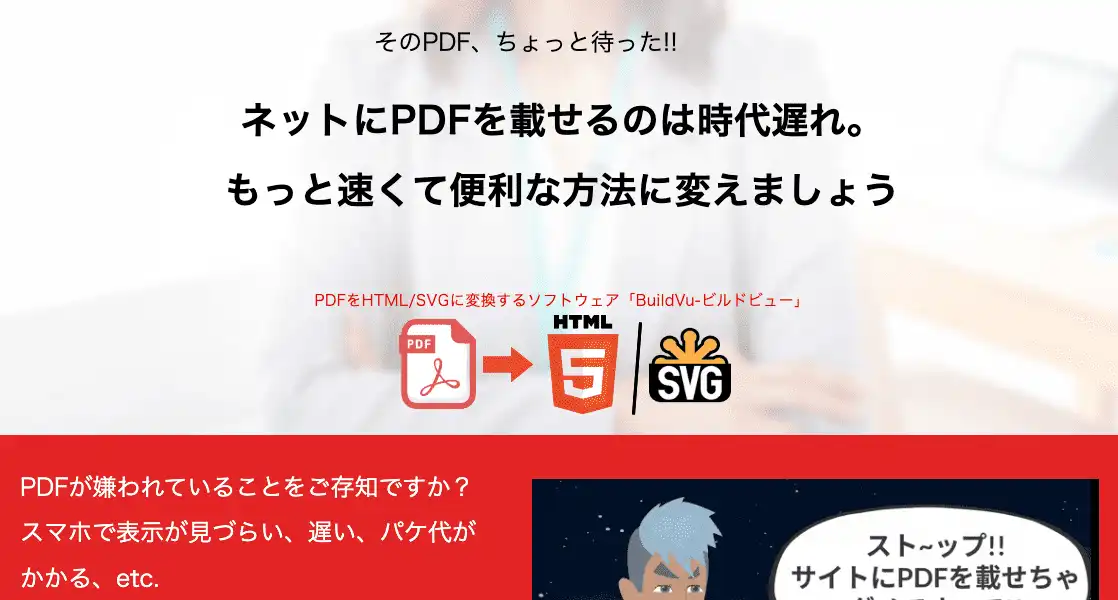 そのPDF、ちょっと待った!!
ネットにPDFを載せるのは時代遅れ。
もっと速くて便利な方法に変えましょう
PDFをHTML/SVGに変換するソフトウェア「BuildVu-ビルドビュー」
PDF
HTML
5
SVG
PDFが嫌われていることをご存知ですか？
スマホで表示が見づらい、遅い、パケ代が
かかる、etc.
スト~ップ!!
サイトにPDFを載せちゃ